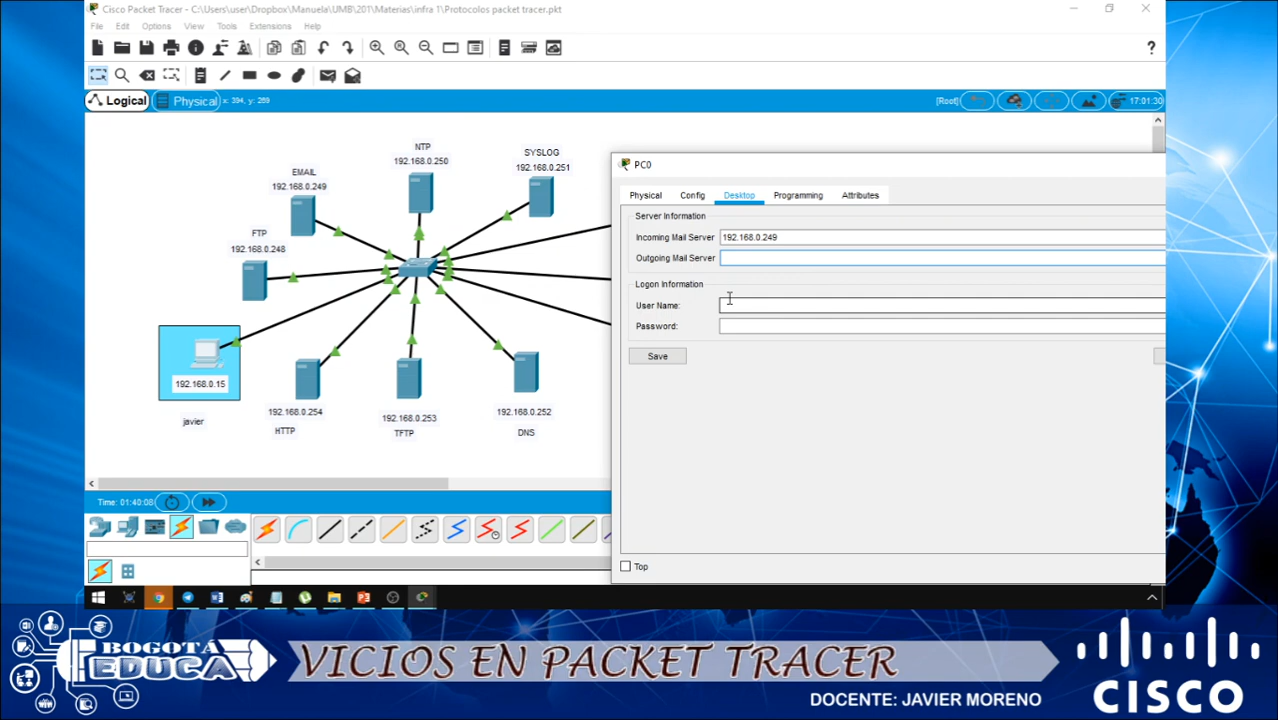 Cisco Packet Tracer - C:\Users\user\Dropbox\Manuela\UMB\201\Materias\infra 1\Protocolos packet tracer.pkt
File Edit Options View Tools Extensions Help
?
Logical Physical x: 394, y: 269 [Root] 17:01:30
NTP
192.168.0.250
SYSLOG
192.168.0.251
EMAIL
192.168.0.249
FTP
192.168.0.248
192.168.0.15
javier
192.168.0.254
HTTP
192.168.0.253
TFTP
192.168.0.252
DNS
PC0
Physical Config Desktop Programming Attributes
Server Information
Incoming Mail Server 192.168.0.249
Outgoing Mail Server
Logon Information
User Name:
Password:
Save
Top
Time: 01:40:08
BOGOTÁ
EDUCA
VICIOS EN PACKET TRACER
DOCENTE: JAVIER MORENO
CISCO